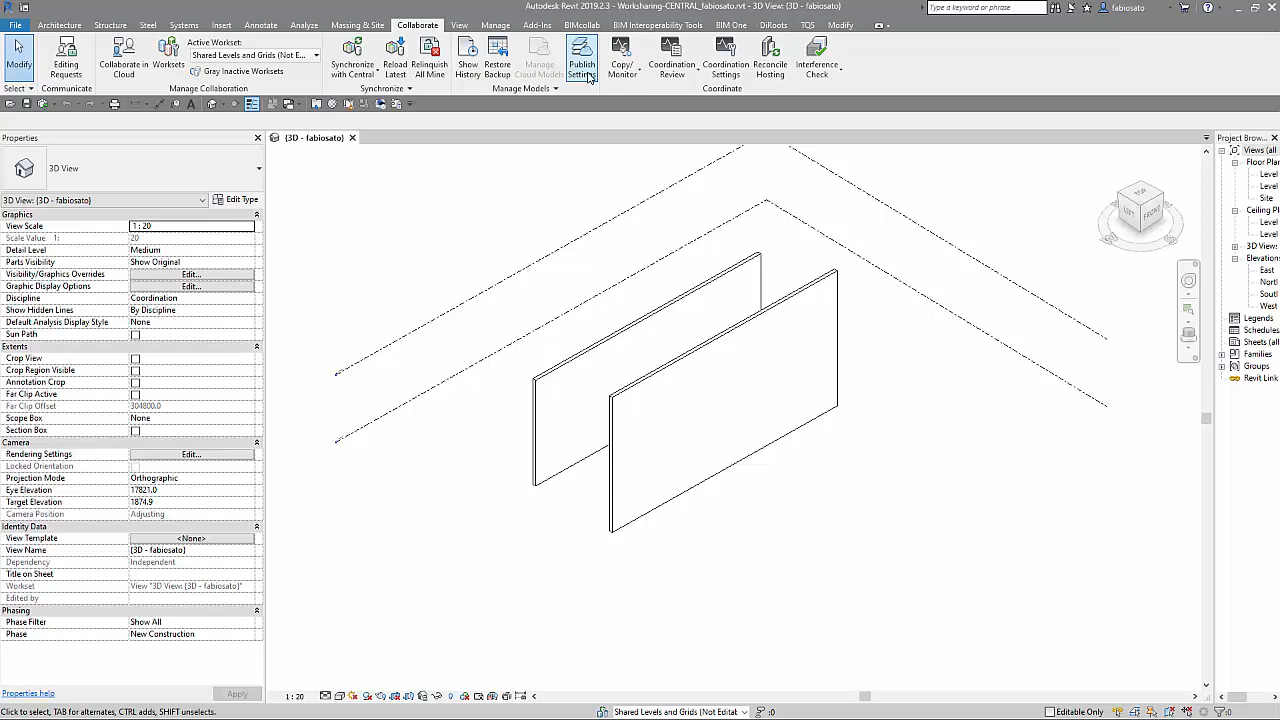 Autodesk Revit 2019.2.3 - Worksharing-CENTRAL_fabiosato.rvt - 3D View: {3D - fabiosato}
Type a keyword or phrase
fabiosato
File Architecture Structure Steel Systems Insert Annotate Analyze Massing & Site Collaborate View Manage Add-Ins BIMcollab BIM Interoperability Tools BIM One DiRoots TQS Modify
Modify
Select
Editing Requests
Communicate
Collaborate in Cloud
Worksets
Active Workset:
Shared Levels and Grids (Not E...
Gray Inactive Worksets
Manage Collaboration
Synchronize with Central
Reload Latest
Relinquish All Mine
Synchronize
Show History
Restore Backup
Manage Cloud Models
Publish Settings
Manage Models
Copy/ Monitor
Coordination Review
Coordination Settings
Reconcile Hosting
Interference Check
Coordinate
Properties
3D View
3D View: {3D - fabiosato}
Edit Type
Graphics
View Scale 1 : 20
Scale Value 1: 20
Detail Level Medium
Parts Visibility Show Original
Visibility/Graphics Overrides Edit...
Graphic Display Options Edit...
Discipline Coordination
Show Hidden Lines By Discipline
Default Analysis Display Style None
Sun Path
Extents
Crop View
Crop Region Visible
Annotation Crop
Far Clip Active
Far Clip Offset 304800.0
Scope Box None
Section Box
Camera
Rendering Settings Edit...
Locked Orientation
Projection Mode Orthographic
Eye Elevation 17821.0
Target Elevation 1874.9
Camera Position Adjusting
Identity Data
View Template <None>
View Name {3D - fabiosato}
Dependency Independent
Title on Sheet
Workset View "3D View: {3D - fabiosato}"
Edited by
Phasing
Phase Filter Show All
Phase New Construction
Properties help
Apply
{3D - fabiosato}
TOP
LEFT
FRONT
Project Brow...
Views (all
Floor Plan
Level
Level
Site
Ceiling Pl
Level
Level
3D Views
Elevations
East
North
South
West
Legends
Schedules
Sheets (all
Families
Groups
Revit Link
1 : 20
Click to select, TAB for alternates, CTRL adds, SHIFT unselects.
Shared Levels and Grids (Not Editab
:0
Editable Only
:0